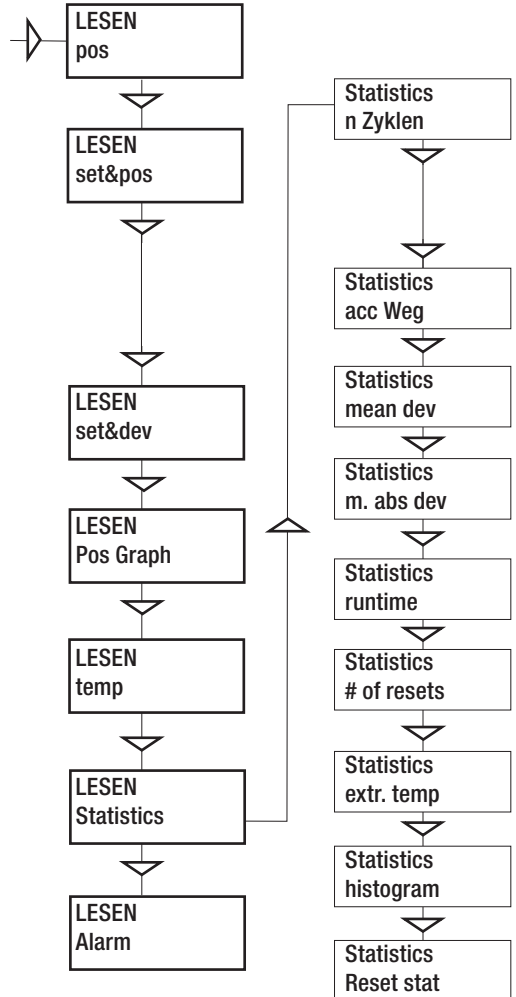 LESEN
pos
LESEN
set&pos
LESEN
set&dev
LESEN
Pos Graph
LESEN
temp
LESEN
Statistics
LESEN
Alarm
Statistics
n Zyklen
Statistics
acc Weg
Statistics
mean dev
Statistics
m. abs dev
Statistics
runtime
Statistics
# of resets
Statistics
extr. temp
Statistics
histogram
Statistics
Reset stat